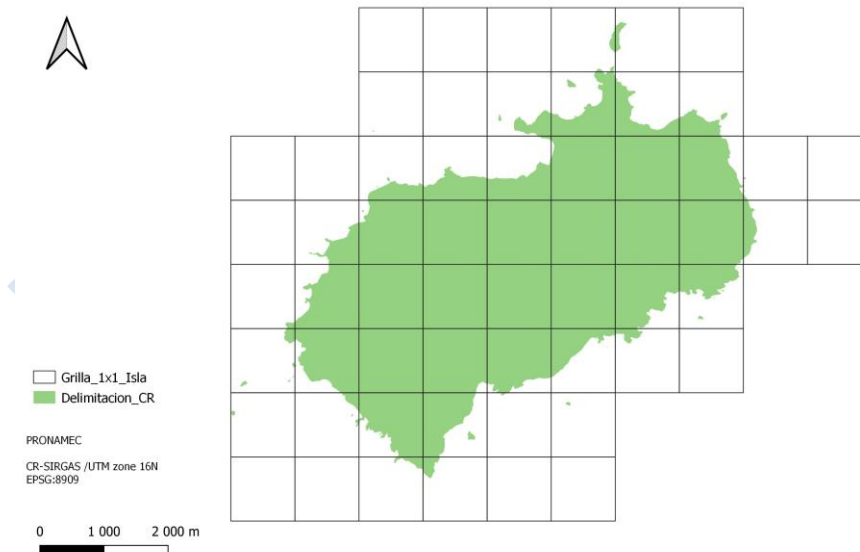 Grilla_1x1_Isla
Delimitacion_CR
PRONAMEC
CR-SIRGAS /UTM zone 16N
EPSG:8909
0 1 000 2 000 m